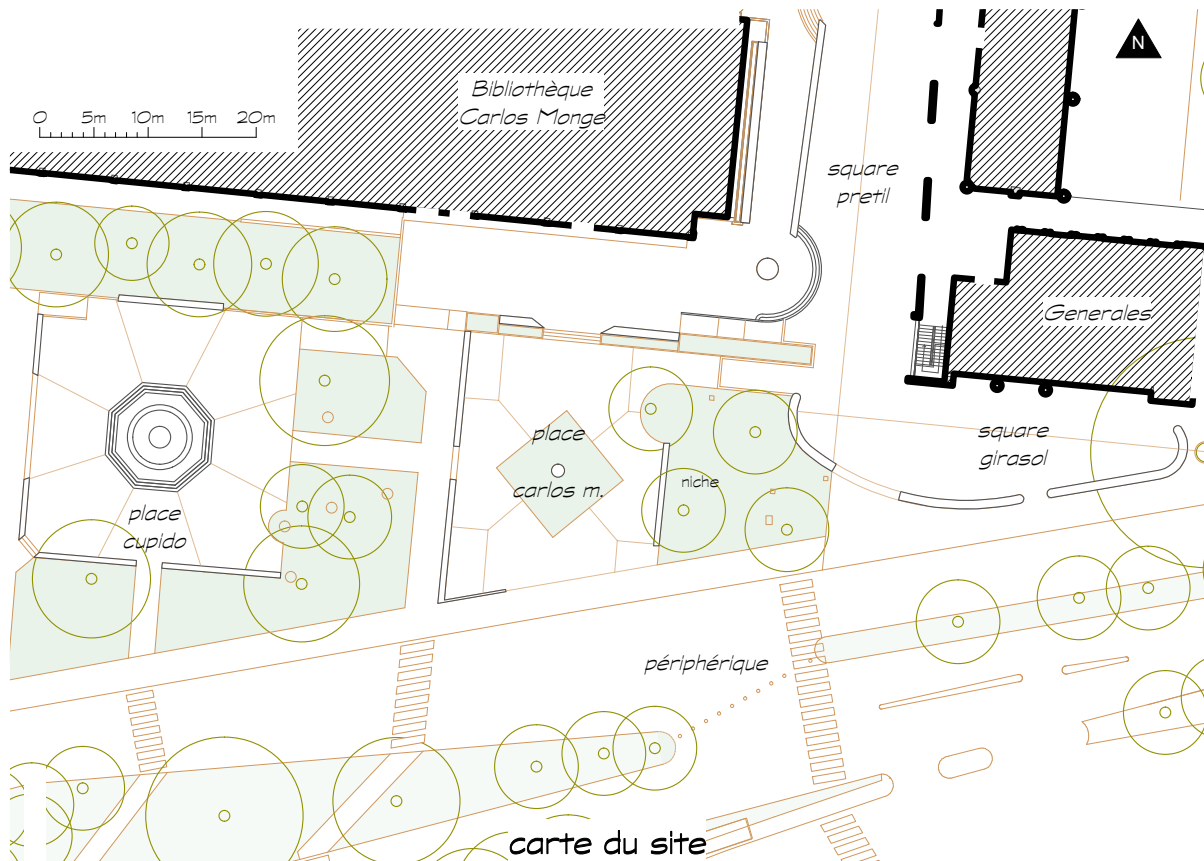 N
Bibliothèque
Carlos Monge
0 5m 10m 15m 20m
square
pretil
Generales
square
girasol
place
carlos m.
niche
place
cupido
périphérique
carte du site